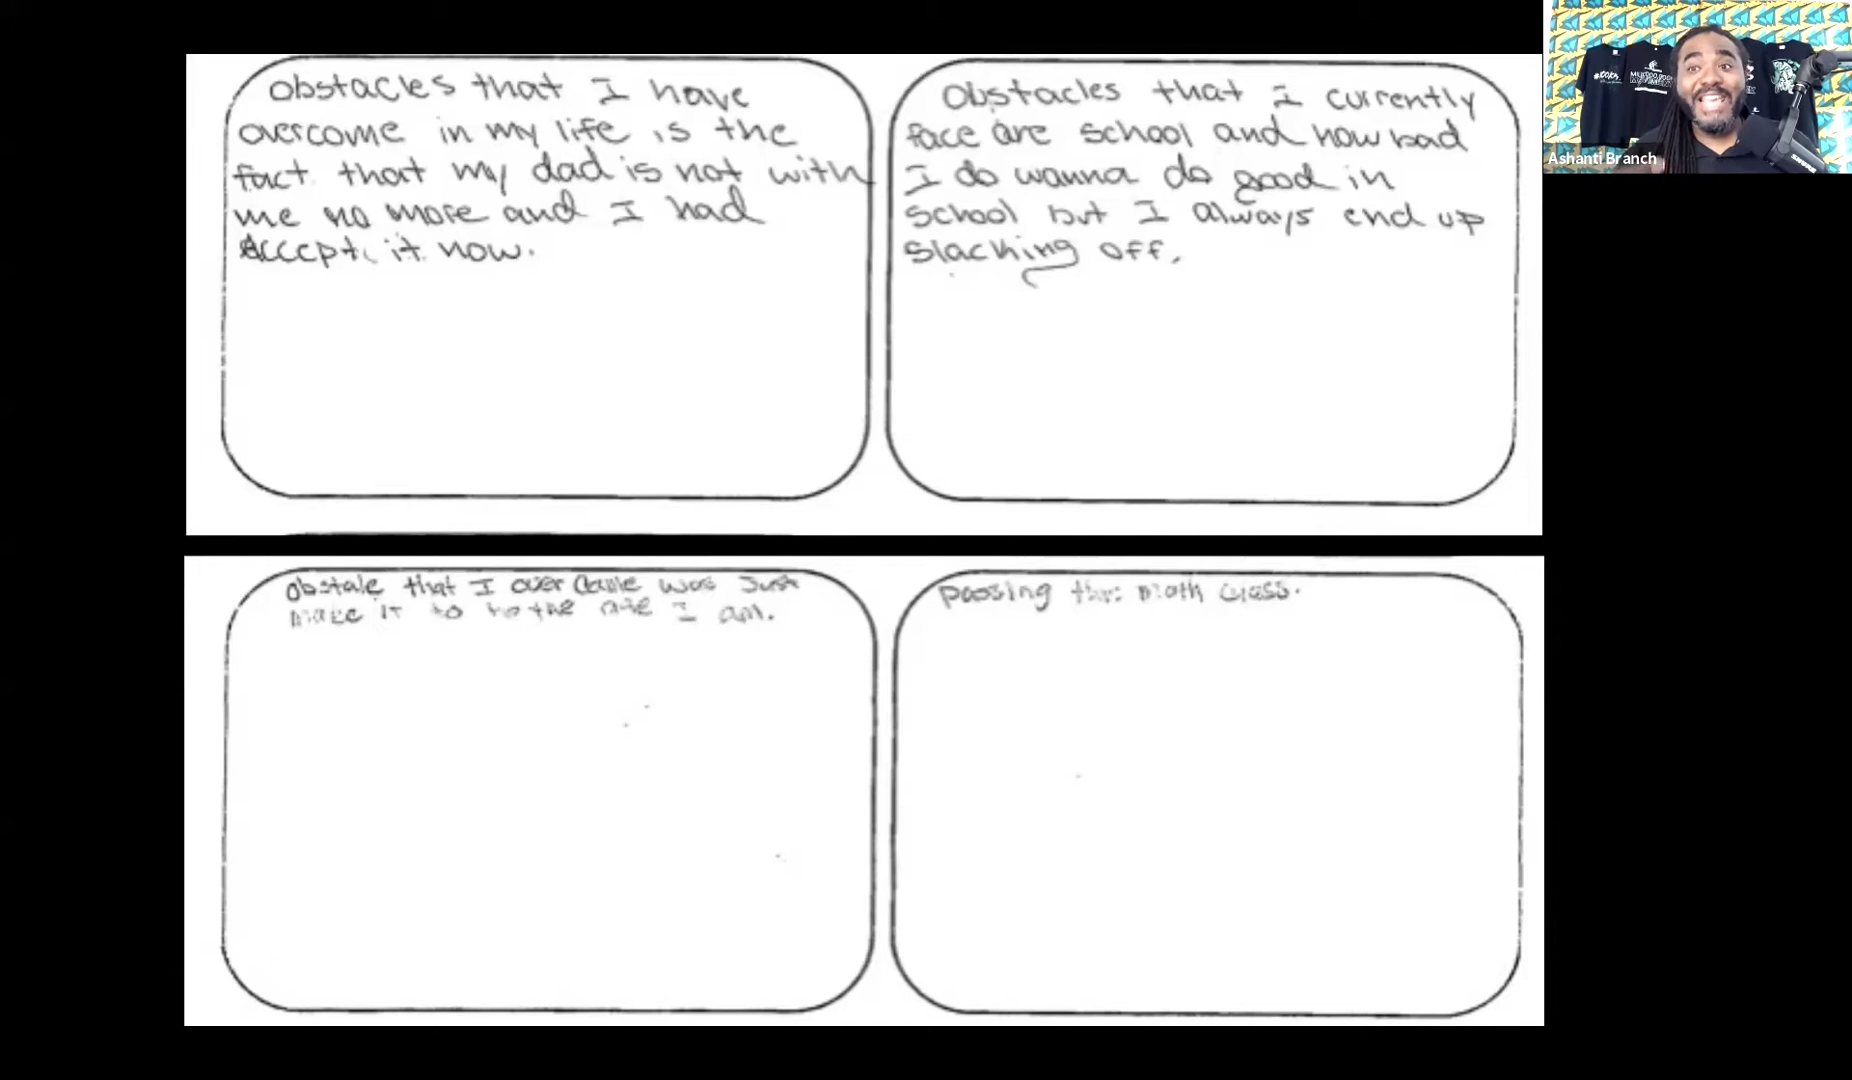 obstacles that I have
overcome in my life is the
fact that my dad is not with
me no more and I had
Accept it now.
Obstacles that I currently
face are school and how bad
I do wanna do good in
school but I always end up
slacking off.
obstale that I over came was Just
make it to to the age I am.
passing this math class.
Ashanti Branch